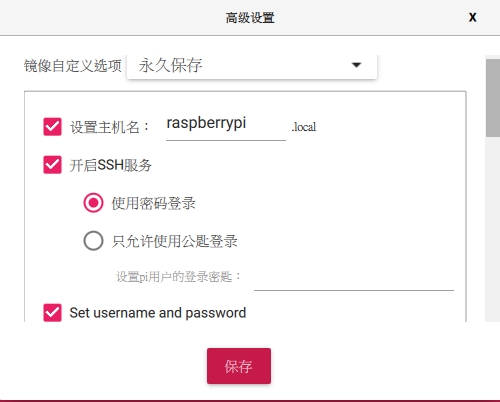 高级设置
X
镜像自定义选项 永久保存
设置主机名： raspberrypi .local
开启SSH服务
使用密码登录
只允许使用公匙登录
设置pi用户的登录密匙：
Set username and password
保存